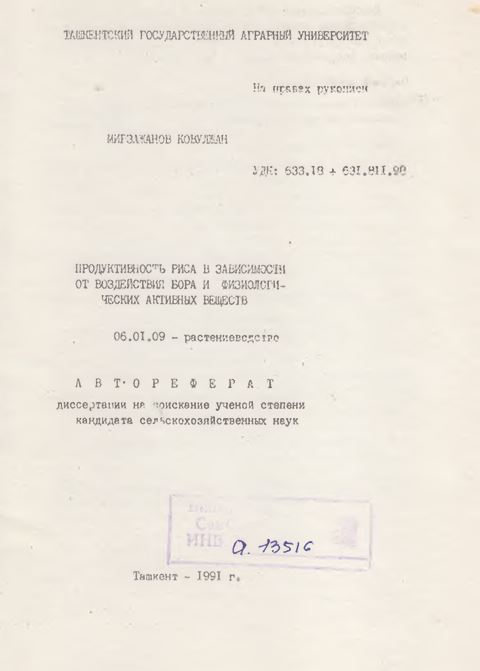 ТАШКЕНТСКИЙ ГОСУДАРСТВЕННЫЙ АГРАРНЫЙ УНИВЕРСИТЕТ
На правах рукописи
МИГЗАЖАНОВ КОБУЛЖАН
УДК: 633.18 + 631.811.98
ПРОДУКТИВНОСТЬ РИСА В ЗАВИСИМОСТИ
ОТ ВОЗДЕЙСТВИЯ БОРА И ФИЗИОЛОГИ-
ЧЕСКИХ АКТИВНЫХ ВЕЩЕСТВ
06.01.09 – растениеводство
А В Т О Р Е Ф Е Р А Т
диссертации на соискание ученой степени
кандидата сельскохозяйственных наук
ИНВ
а. 13516
Ташкент – 1991 г.